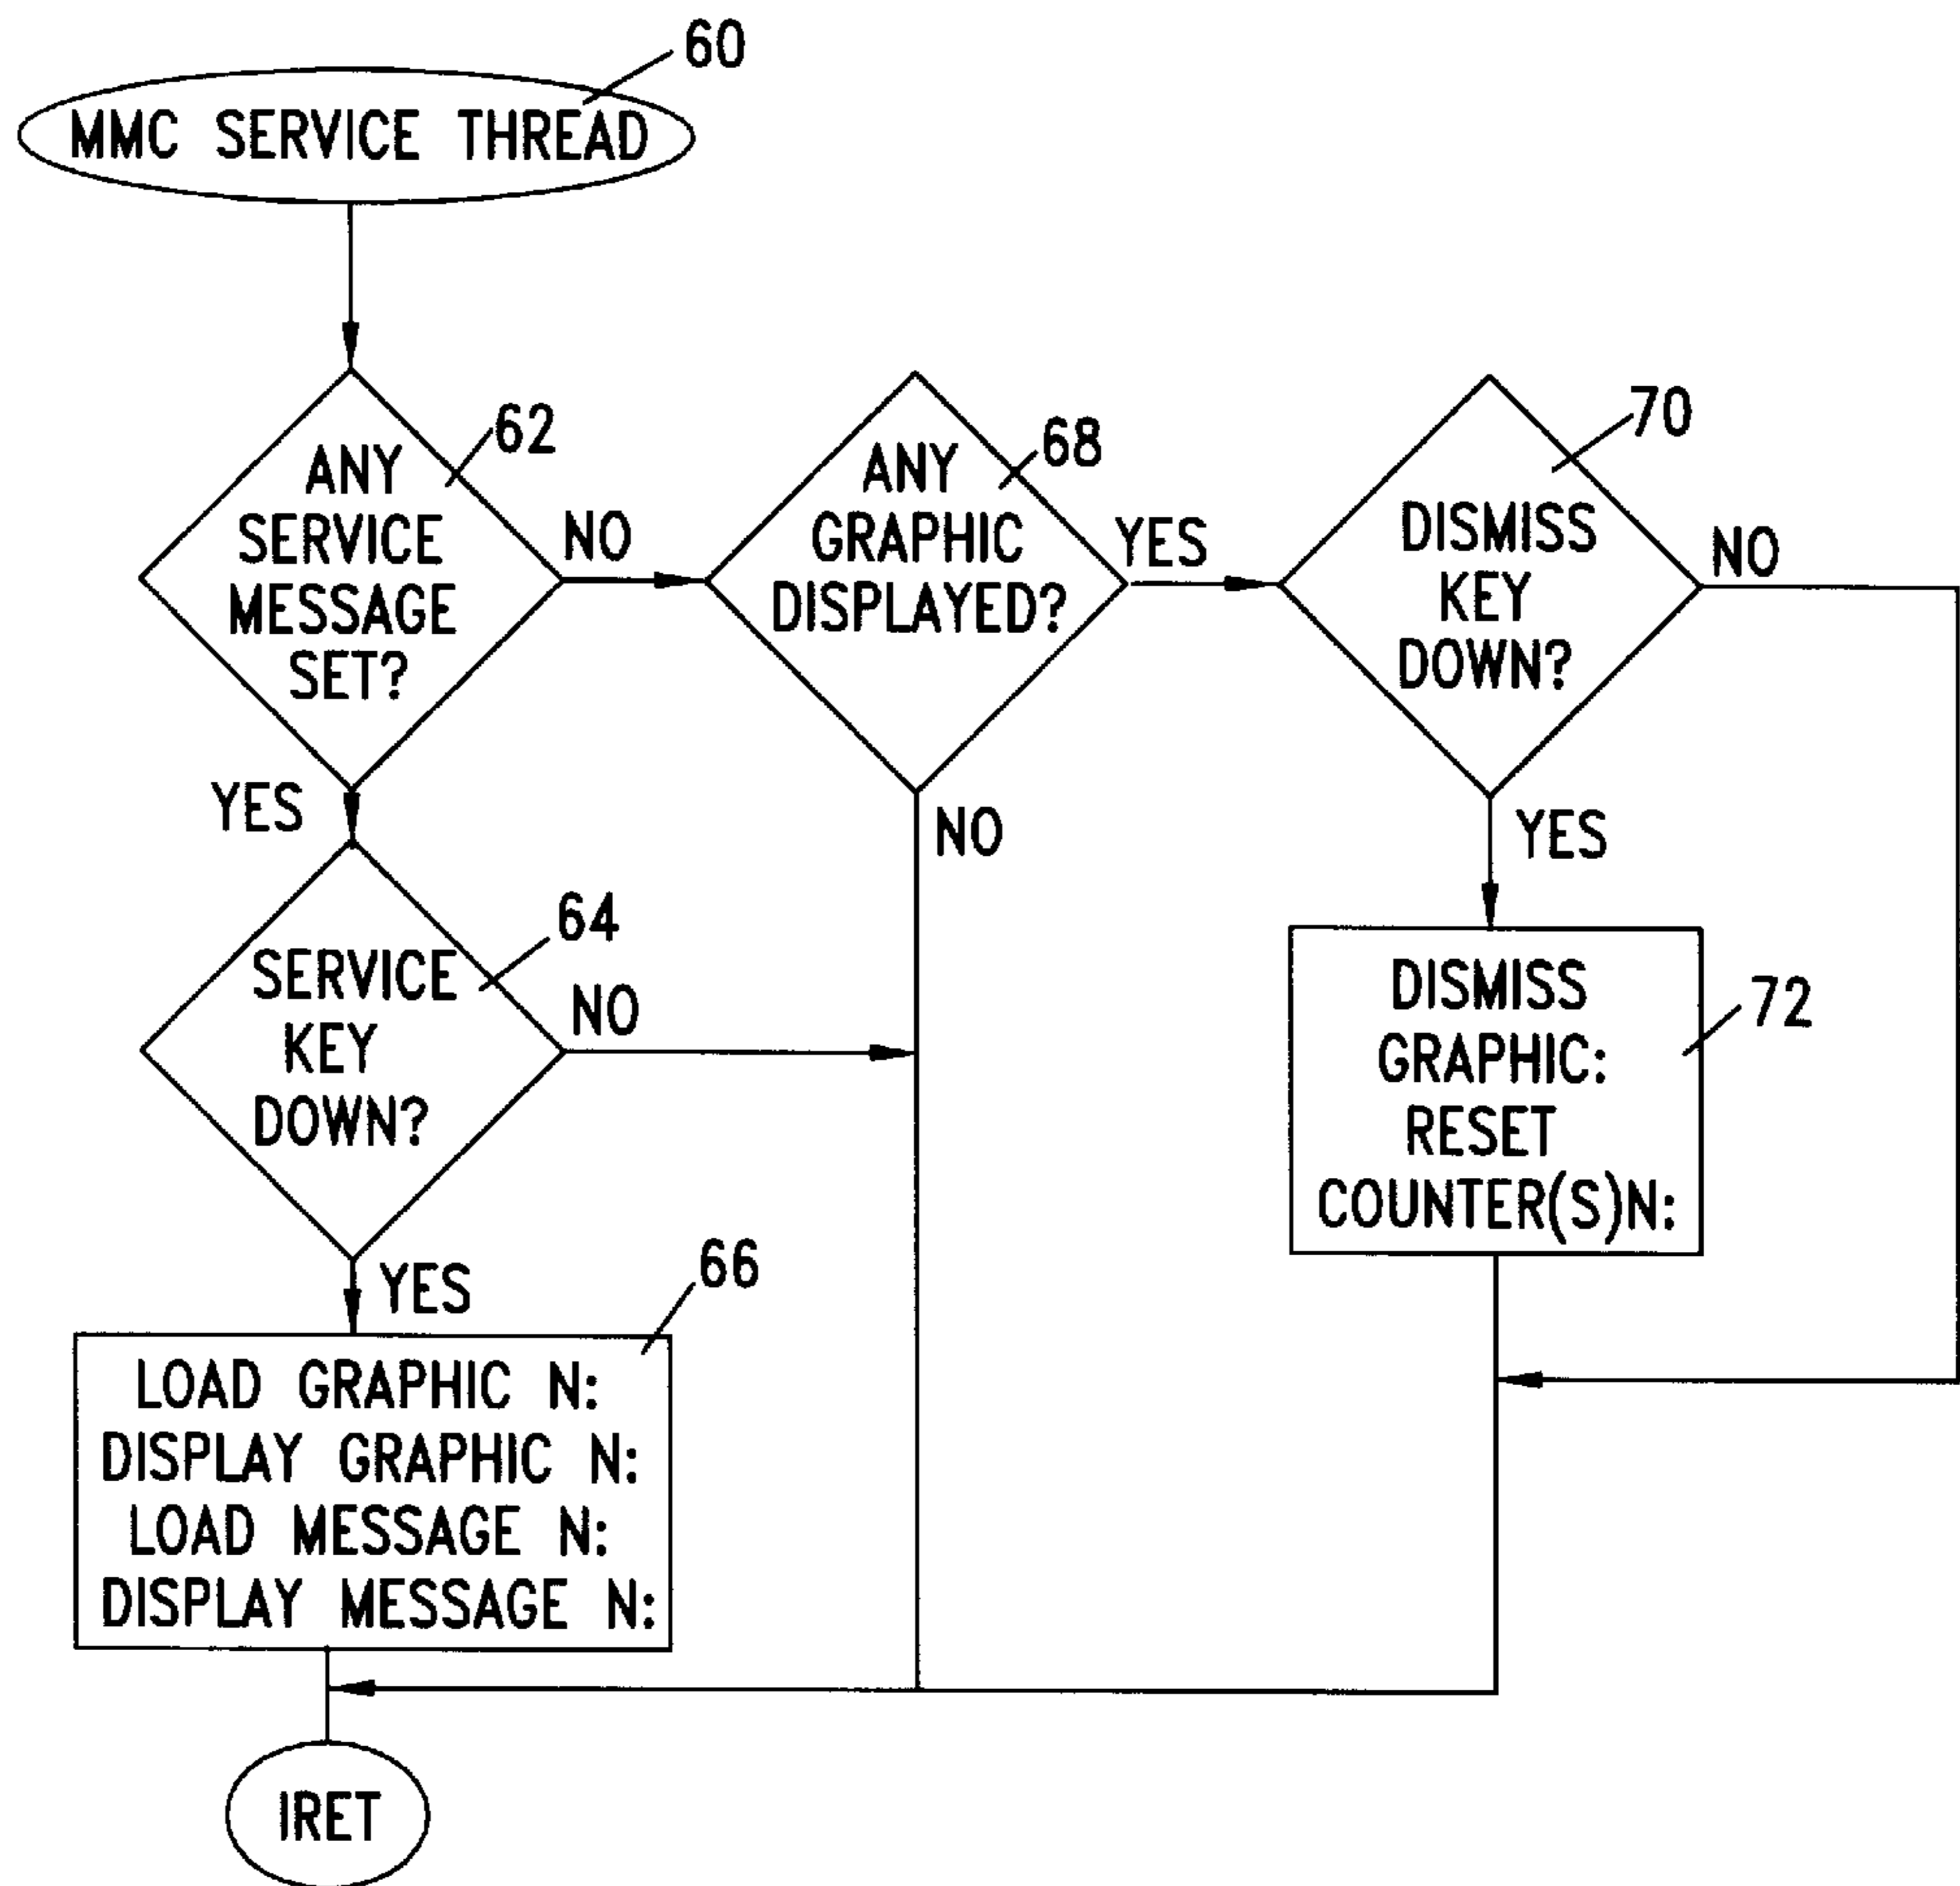 60
MMC SERVICE THREAD
62
ANY
SERVICE
MESSAGE
SET?
NO
YES
68
ANY
GRAPHIC
DISPLAYED?
YES
NO
70
DISMISS
KEY
DOWN?
NO
YES
64
SERVICE
KEY
DOWN?
NO
YES
72
DISMISS
GRAPHIC:
RESET
COUNTER(S)N:
66
LOAD GRAPHIC N:
DISPLAY GRAPHIC N:
LOAD MESSAGE N:
DISPLAY MESSAGE N:
IRET